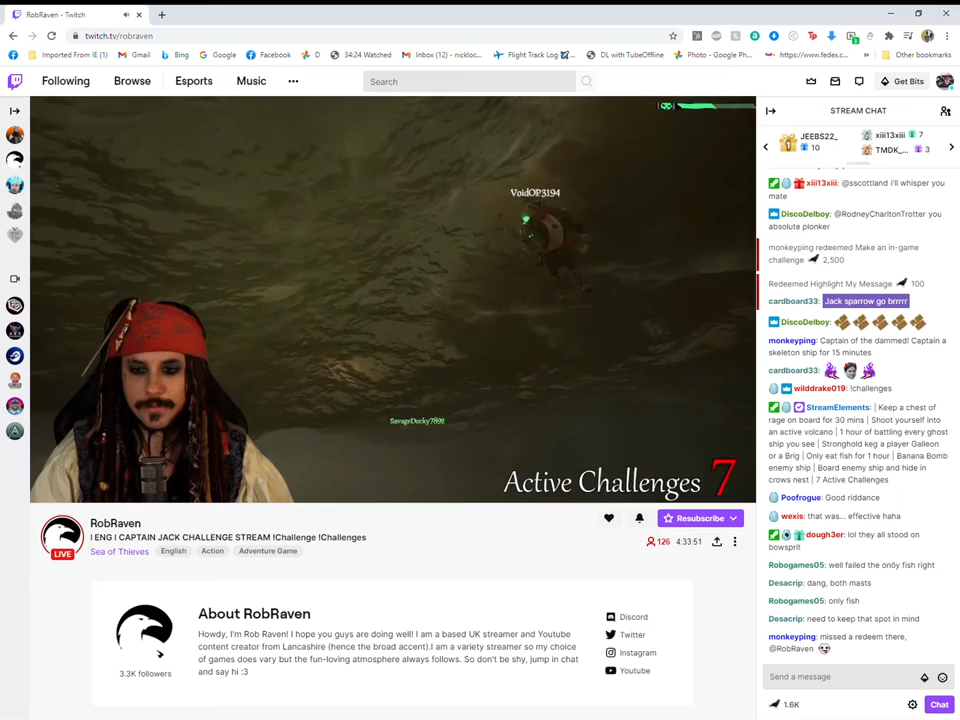 RobRaven - Twitch
twitch.tv/robraven
Imported From (IE (1)
Gmail
Bing
Google
Facebook
D
34:24 Watched
Inbox (12) - nickloc...
Flight Track Log
DL with TubeOffline
Photo - Google Ph...
https://www.fedex...
Other bookmarks
Following
Browse
Esports
Music
Search
Get Bits
VoidOP3194
SavageDucky7892
Active Challenges 7
RobRaven
I ENG I CAPTAIN JACK CHALLENGE STREAM !Challenge !Challenges
Sea of Thieves
English
Action
Adventure Game
LIVE
Resubscribe
126
4:33:51
About RobRaven
Howdy, I'm Rob Raven! I hope you guys are doing well! I am a based UK streamer and Youtube
content creator from Lancashire (hence the broad accent).I am a variety streamer so my choice
of games does vary but the fun-loving atmosphere always follows. So don't be shy, jump in chat
and say hi :3
3.3K followers
Discord
Twitter
Instagram
Youtube
STREAM CHAT
1
JEEBS22_
10
xiii13xiii 7
TMDK_... 3
xiii13xiii: @sscottland i'll whisper you
mate
DiscoDelboy: @RodneyCharltonTrotter you
absolute plonker
monkeyping redeemed Make an in-game
challenge 2,500
Redeemed Highlight My Message 100
cardboard33: Jack sparrow go brrrrr
DiscoDelboy:
monkeyping: Captain of the dammed! Captain a
skeleton ship for 15 minutes
cardboard33:
wilddrake019: !challenges
StreamElements: | Keep a chest of
rage on board for 30 mins | Shoot yourself into
an active volcano | 1 hour of battling every ghost
ship you see | Stronghold keg a player Galleon
or a Brig | Only eat fish for 1 hour | Banana Bomb
enemy ship | Board enemy ship and hide in
crows nest | 7 Active Challenges
Poofrogue: Good riddance
wexis: that was... effective haha
dough3er: lol they all stood on
bowsprit
Robogames05: well failed the onöy fish right
Desacrip: dang, both masts
Robogames05: only fish
Desacrip: need to keep that spot in mind
monkeyping: missed a redeem there,
@RobRaven
Send a message
1.6K
Chat